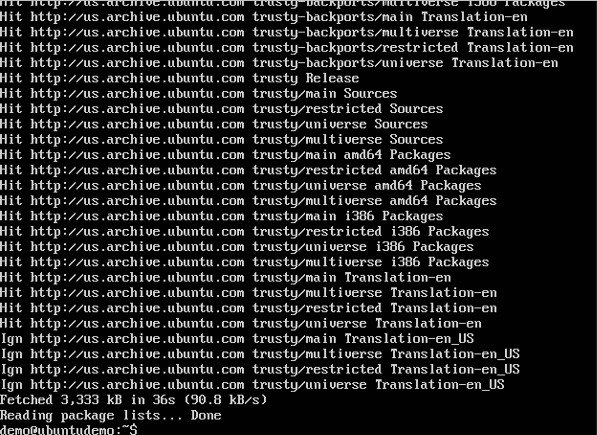 Hit http://us.archive.ubuntu.com trusty-backports/multiverse i386 Packages
Hit http://us.archive.ubuntu.com trusty-backports/main Translation-en
Hit http://us.archive.ubuntu.com trusty-backports/multiverse Translation-en
Hit http://us.archive.ubuntu.com trusty-backports/restricted Translation-en
Hit http://us.archive.ubuntu.com trusty-backports/universe Translation-en
Hit http://us.archive.ubuntu.com trusty Release
Hit http://us.archive.ubuntu.com trusty/main Sources
Hit http://us.archive.ubuntu.com trusty/restricted Sources
Hit http://us.archive.ubuntu.com trusty/universe Sources
Hit http://us.archive.ubuntu.com trusty/multiverse Sources
Hit http://us.archive.ubuntu.com trusty/main amd64 Packages
Hit http://us.archive.ubuntu.com trusty/restricted amd64 Packages
Hit http://us.archive.ubuntu.com trusty/universe amd64 Packages
Hit http://us.archive.ubuntu.com trusty/multiverse amd64 Packages
Hit http://us.archive.ubuntu.com trusty/main i386 Packages
Hit http://us.archive.ubuntu.com trusty/restricted i386 Packages
Hit http://us.archive.ubuntu.com trusty/universe i386 Packages
Hit http://us.archive.ubuntu.com trusty/multiverse i386 Packages
Hit http://us.archive.ubuntu.com trusty/main Translation-en
Hit http://us.archive.ubuntu.com trusty/multiverse Translation-en
Hit http://us.archive.ubuntu.com trusty/restricted Translation-en
Hit http://us.archive.ubuntu.com trusty/universe Translation-en
Ign http://us.archive.ubuntu.com trusty/main Translation-en_US
Ign http://us.archive.ubuntu.com trusty/multiverse Translation-en_US
Ign http://us.archive.ubuntu.com trusty/restricted Translation-en_US
Ign http://us.archive.ubuntu.com trusty/universe Translation-en_US
Fetched 3,333 kB in 36s (90.8 kB/s)
Reading package lists... Done
demo@ubuntudemo:~$